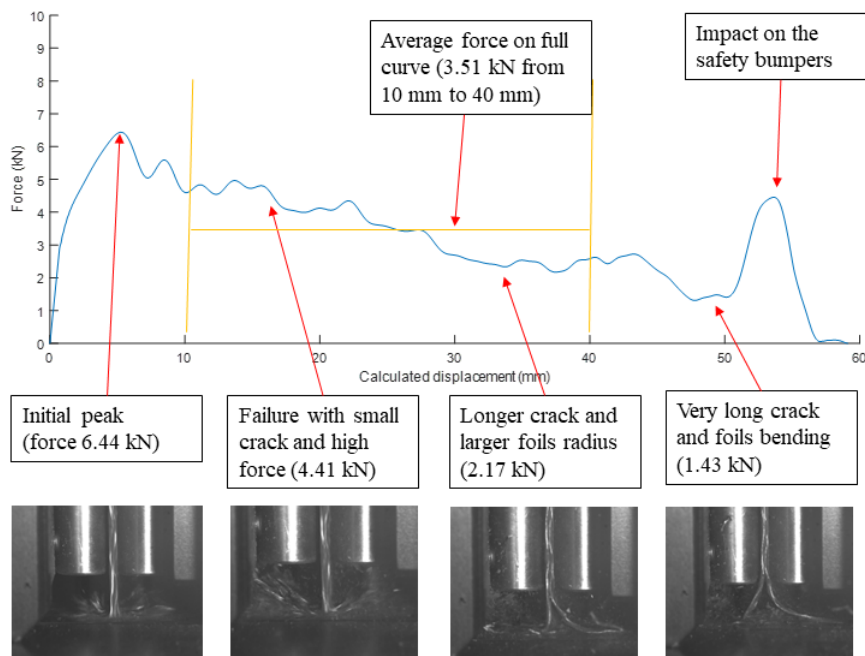 10
9
8
7
6
5
4
3
2
1
0
Force (kN)
Average force on full
curve (3.51 kN from
10 mm to 40 mm)
Impact on the
safety bumpers
0
10
20
30
40
50
60
Calculated displacement(mm)
Initial peak
(force 6.44 kN)
Failure with small
crack and high
force (4.41 kN)
Longer crack and
larger foils radius
(2.17 kN)
Very long crack
and foils bending
(1.43 kN)